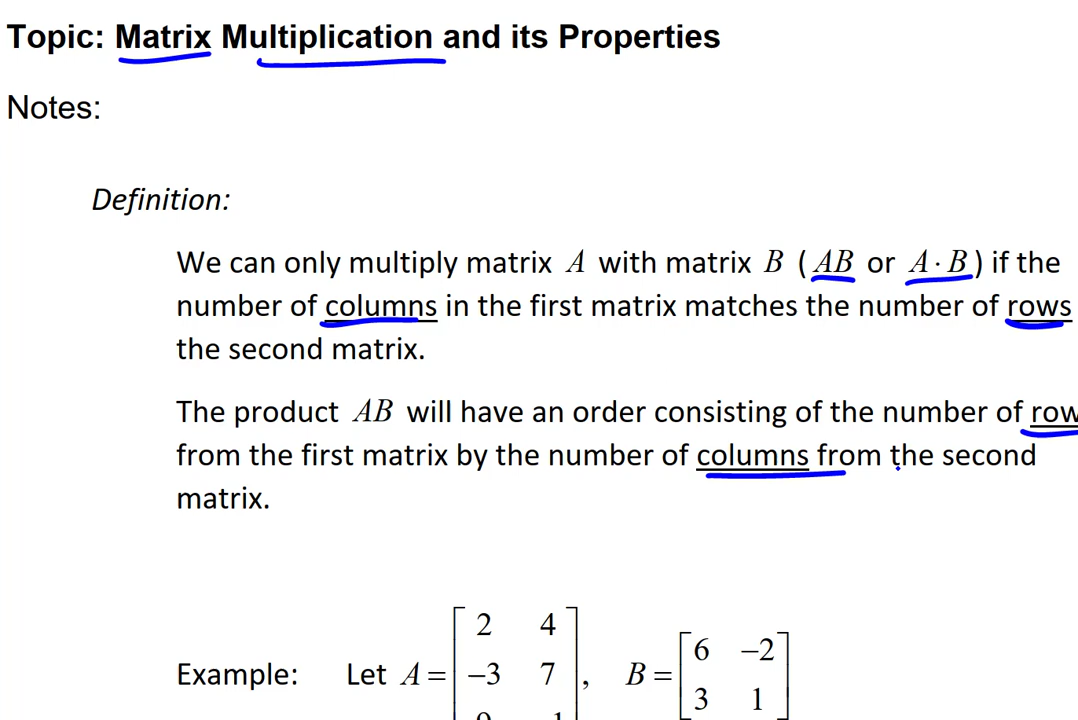 Topic: Matrix Multiplication and its Properties
Notes:
Definition:
We can only multiply matrix A with matrix B (AB or A · B) if the
number of columns in the first matrix matches the number of rows
the second matrix.
The product AB will have an order consisting of the number of row
from the first matrix by the number of columns from the second
matrix.
2 4
6 −2
Example: Let A = −3 7 , B =
3 1